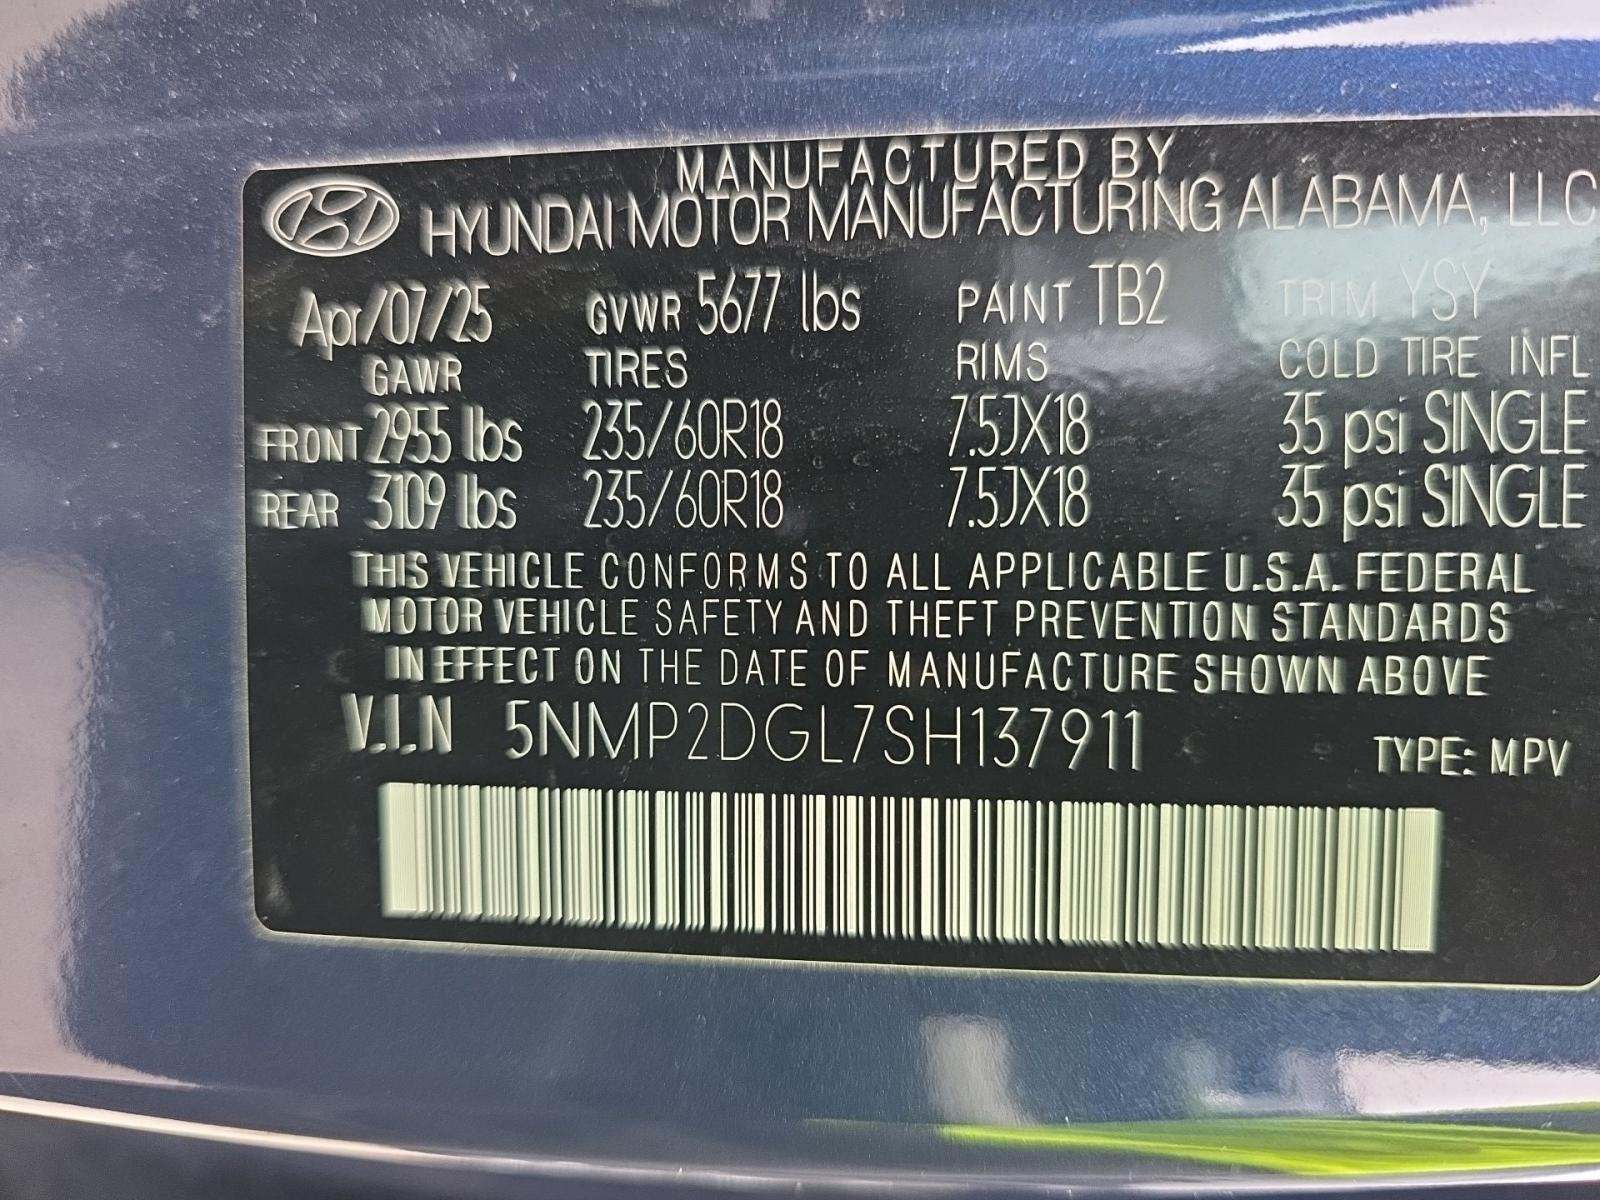 MANUFACTURED BY
HYUNDAI MOTOR MANUFACTURING ALABAMA, LLC
Apr/07/25 GVWR 5677 lbs PAINT TB2 TRIM YSY
GAWR TIRES RIMS COLD TIRE INFL
FRONT 2955 lbs 235/60R18 7.5JX18 35 psi SINGLE
REAR 3109 lbs 235/60R18 7.5JX18 35 psi SINGLE
THIS VEHICLE CONFORMS TO ALL APPLICABLE U.S.A. FEDERAL
MOTOR VEHICLE SAFETY AND THEFT PREVENTION STANDARDS
IN EFFECT ON THE DATE OF MANUFACTURE SHOWN ABOVE
V.I.N 5NMP2DGL7SH137911 TYPE: MPV